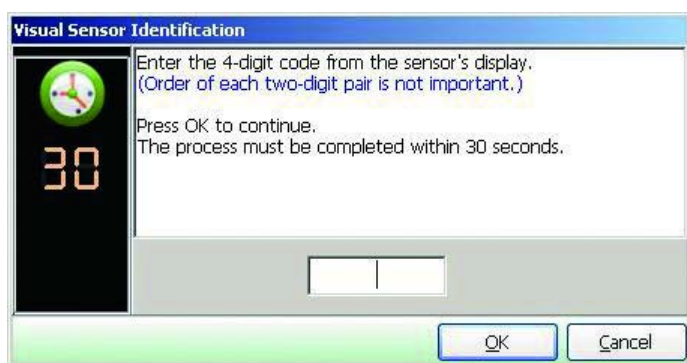 Visual Sensor Identification
Enter the 4-digit code from the sensor's display.
(Order of each two-digit pair is not important.)
Press OK to continue.
The process must be completed within 30 seconds.
30
OK
Cancel